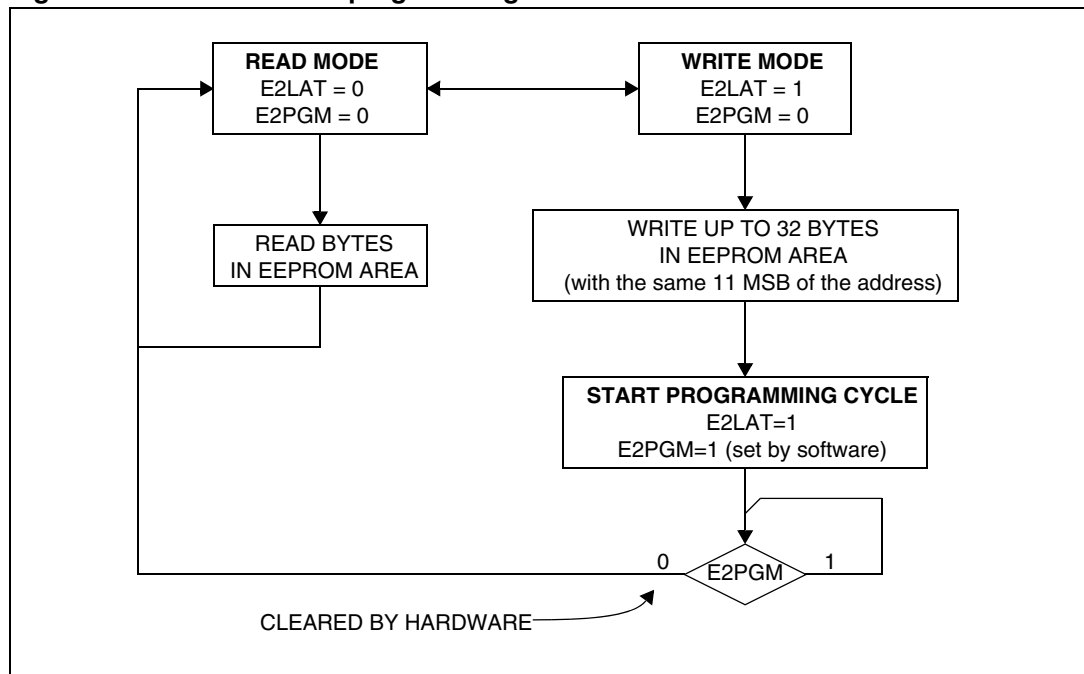 READ MODE
E2LAT = 0
E2PGM = 0
WRITE MODE
E2LAT = 1
E2PGM = 0
READ BYTES
IN EEPROM AREA
WRITE UP TO 32 BYTES
IN EEPROM AREA
(with the same 11 MSB of the address)
START PROGRAMMING CYCLE
E2LAT=1
E2PGM=1 (set by software)
0
E2PGM
1
CLEARED BY HARDWARE